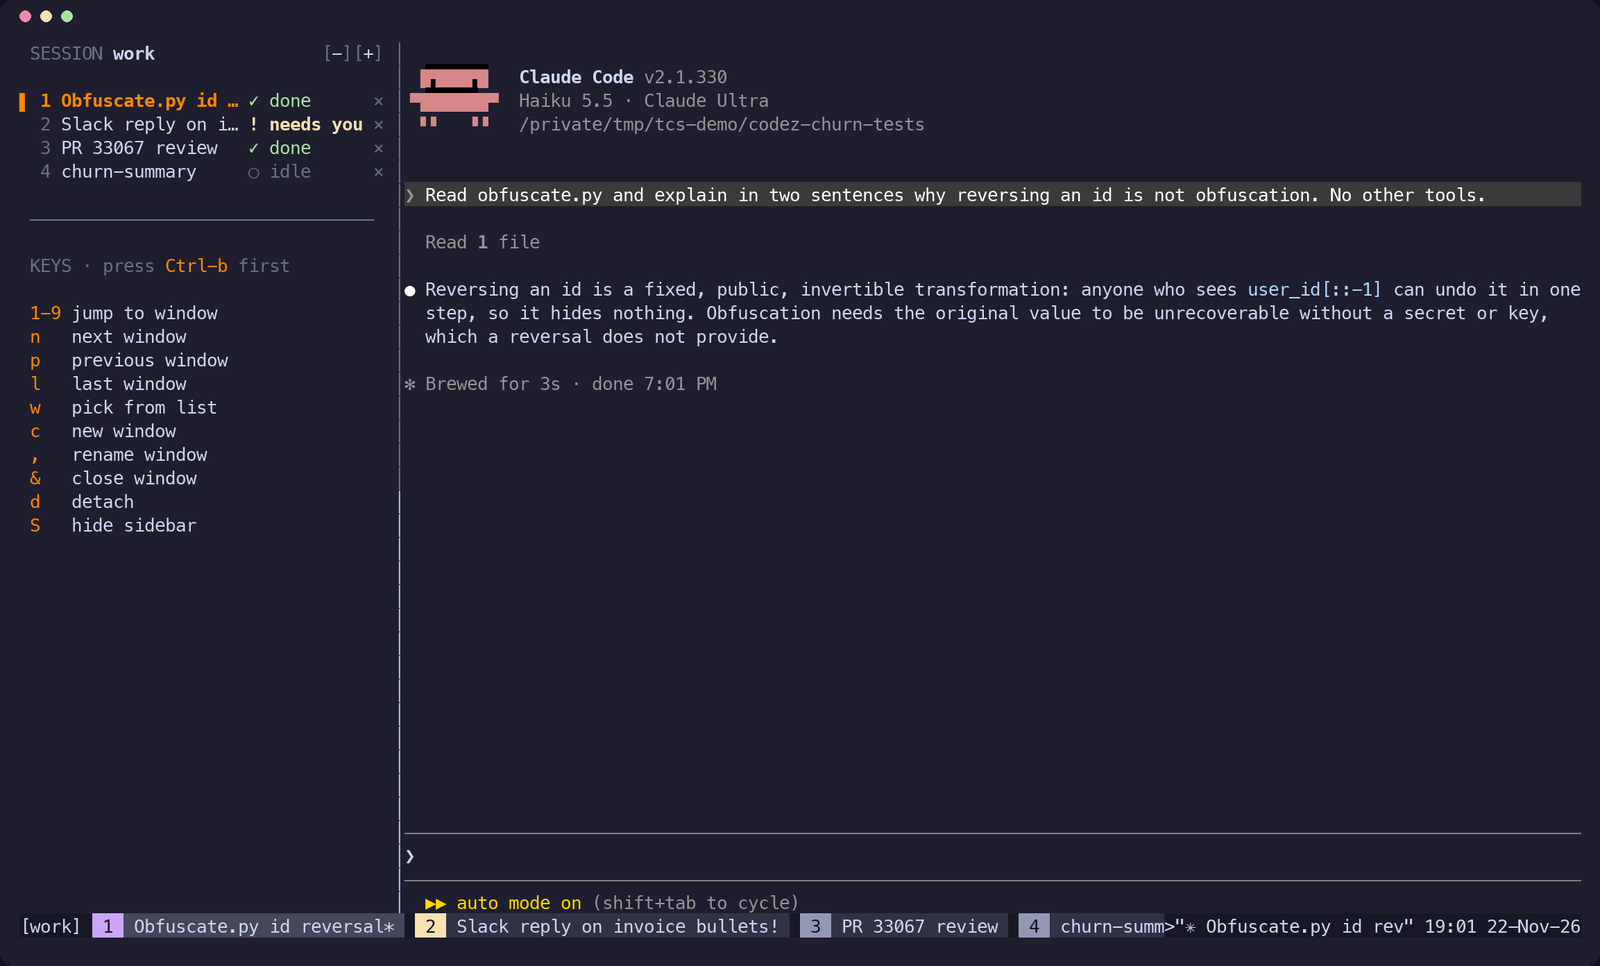 SESSION work [−][+]
1 Obfuscate.py id … ✓ done ×
2 Slack reply on i… ! needs you ×
3 PR 33067 review ✓ done ×
4 churn−summary ○ idle ×
KEYS · press Ctrl−b first
1−9 jump to window
n next window
p previous window
l last window
w pick from list
c new window
, rename window
& close window
d detach
S hide sidebar
Claude Code v2.1.330
Haiku 5.5 · Claude Ultra
/private/tmp/tcs−demo/codez−churn−tests
❯ Read obfuscate.py and explain in two sentences why reversing an id is not obfuscation. No other tools.
Read 1 file
● Reversing an id is a fixed, public, invertible transformation: anyone who sees user_id[::−1] can undo it in one
step, so it hides nothing. Obfuscation needs the original value to be unrecoverable without a secret or key,
which a reversal does not provide.
✻ Brewed for 3s · done 7:01 PM
❯
▶▶ auto mode on (shift+tab to cycle)
[work] 1 Obfuscate.py id reversal* 2 Slack reply on invoice bullets! 3 PR 33067 review 4 churn−summ>"✳ Obfuscate.py id rev" 19:01 22−Nov−26